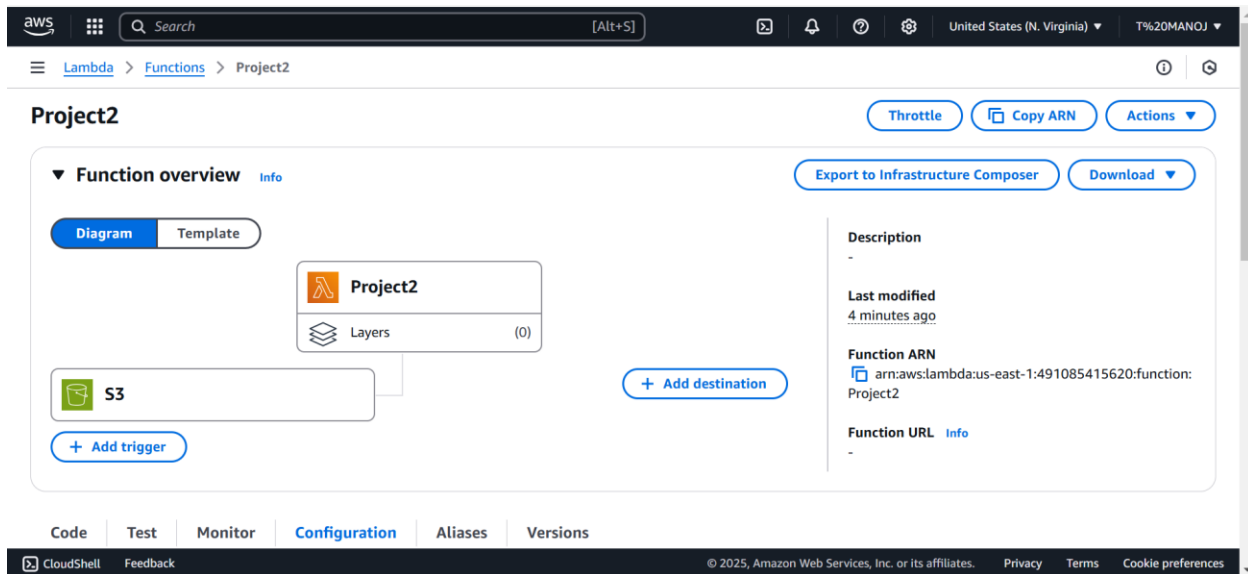 aws
Search [Alt+S]
United States (N. Virginia) ▼
T%20MANOJ ▼
Lambda > Functions > Project2
Project2
Throttle
Copy ARN
Actions ▼
▼ Function overview Info
Export to Infrastructure Composer
Download ▼
Diagram
Template
Project2
Layers (0)
S3
+ Add trigger
+ Add destination
Description
-
Last modified
4 minutes ago
Function ARN
arn:aws:lambda:us-east-1:491085415620:function:
Project2
Function URL Info
-
Code Test Monitor Configuration Aliases Versions
CloudShell Feedback © 2025, Amazon Web Services, Inc. or its affiliates. Privacy Terms Cookie preferences